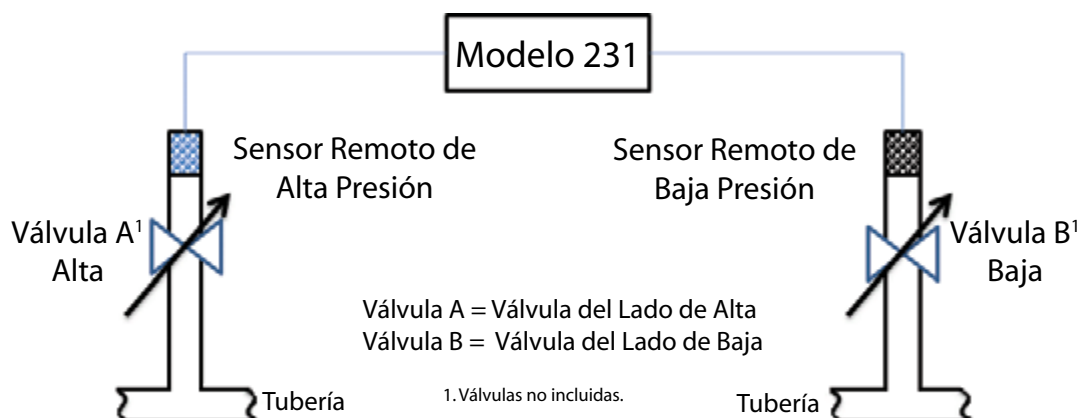 Modelo 231
Sensor Remoto de
Alta Presión
Sensor Remoto de
Baja Presión
Válvula A¹
Alta
Válvula B¹
Baja
Válvula A = Válvula del Lado de Alta
Válvula B = Válvula del Lado de Baja
Tubería
1. Válvulas no incluidas.
Tubería